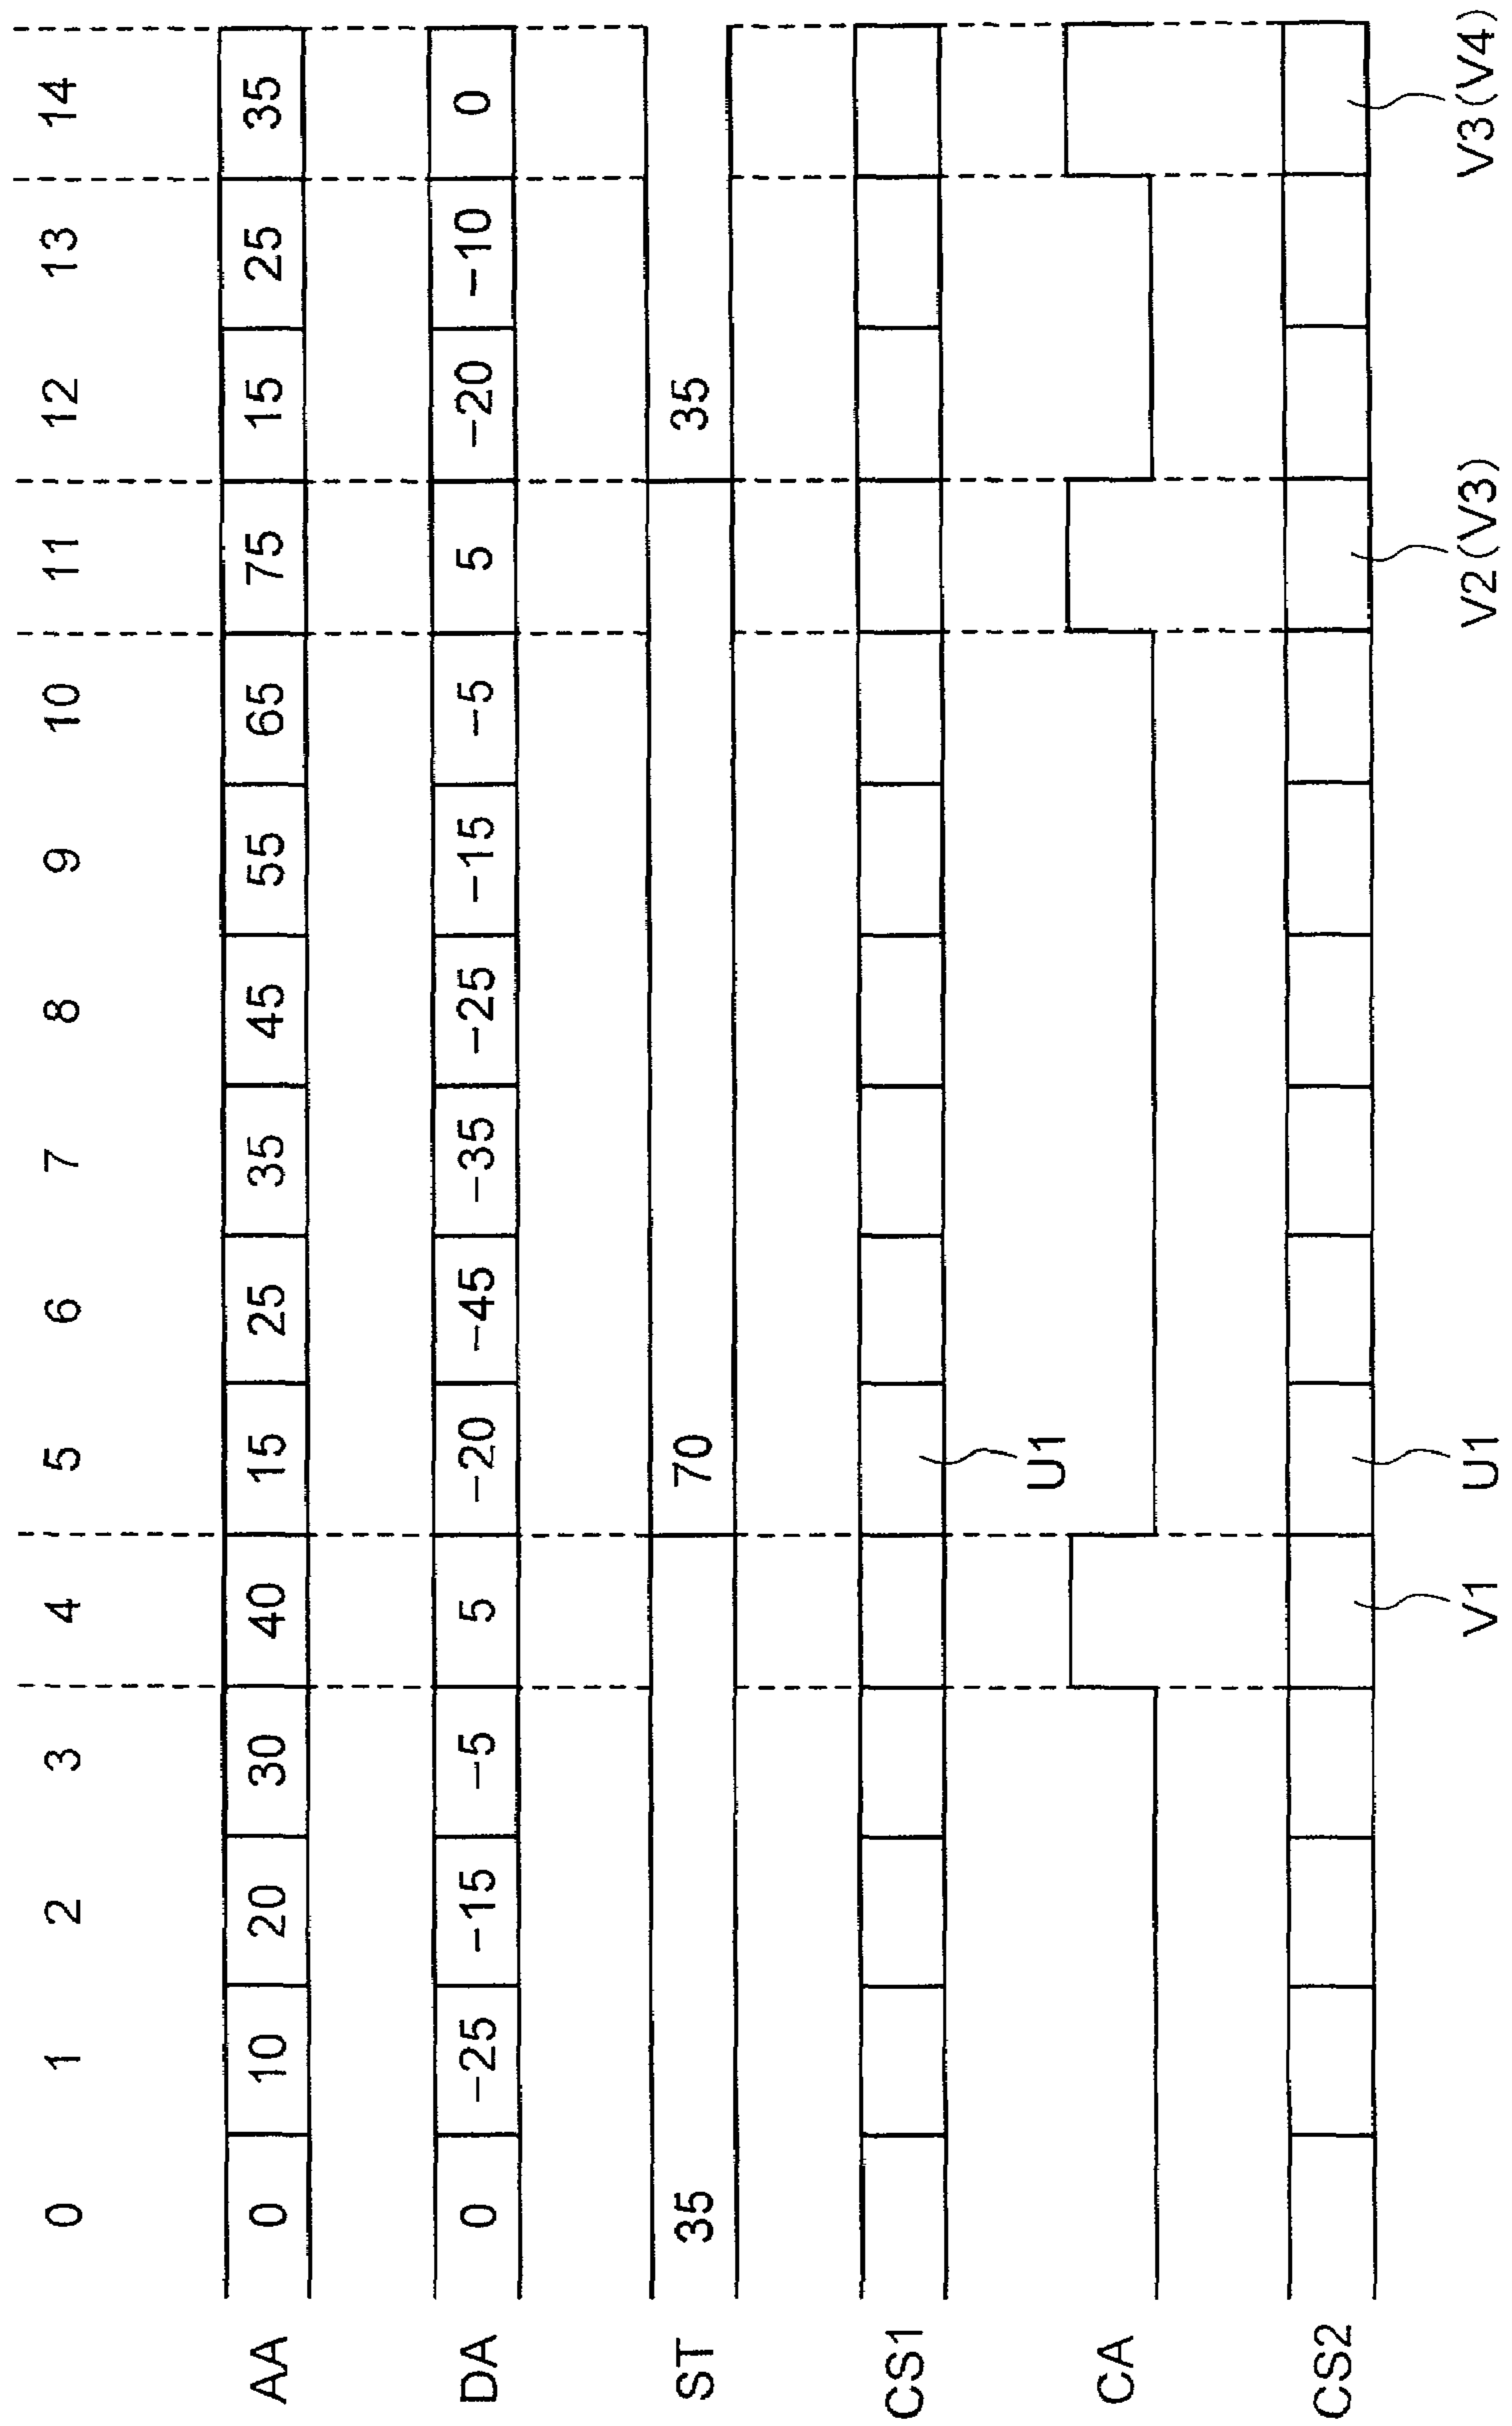 0 1 2 3 4 5 6 7 8 9 10 11 12 13 14
AA 0 10 20 30 40 15 25 35 45 55 65 75 15 25 35
DA 0 −25 −15 −5 5 −20 −45 −35 −25 −15 −5 5 −20 −10 0
ST 35 70 35
CS1
U1
CA
CS2
V1 U1 V2(V3) V3(V4)